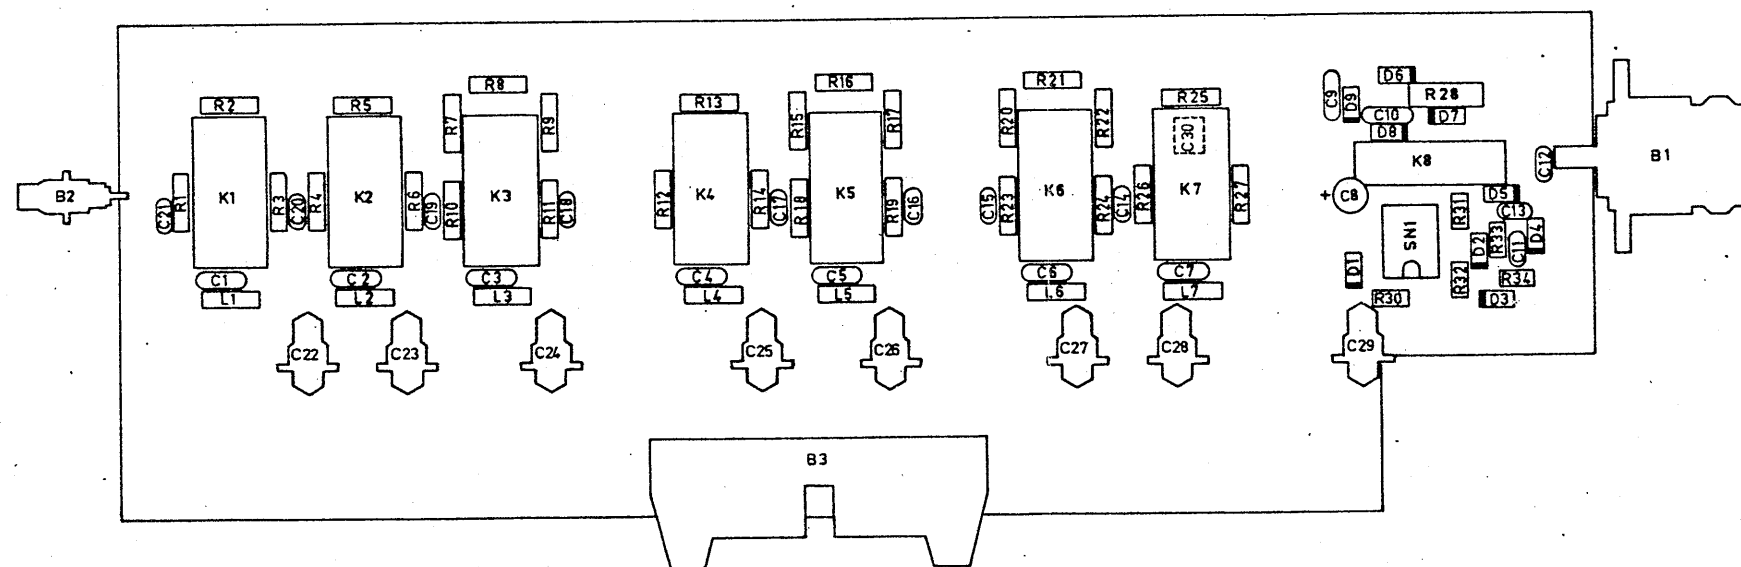 R2
R5
R8
R13
R16
R21
R25
D6
R28
C9
D9
C10
D7
D8
R7
R9
R15
R17
R20
R22
C30
B2
C21
R1
K1
R3
C20
R4
K2
R6
C19
R10
K3
R11
C18
R12
K4
R14
C17
R18
K5
R19
C16
C15
R23
K6
R24
C14
R26
K7
R27
K8
C12
B1
+
C8
D5
R31
C13
SN1
D2
R33
C11
D4
D1
R32
R34
R30
D3
C1
C2
C3
C4
C5
C6
C7
L1
L2
L3
L4
L5
L6
L7
C22
C23
C24
C25
C26
C27
C28
C29
B3